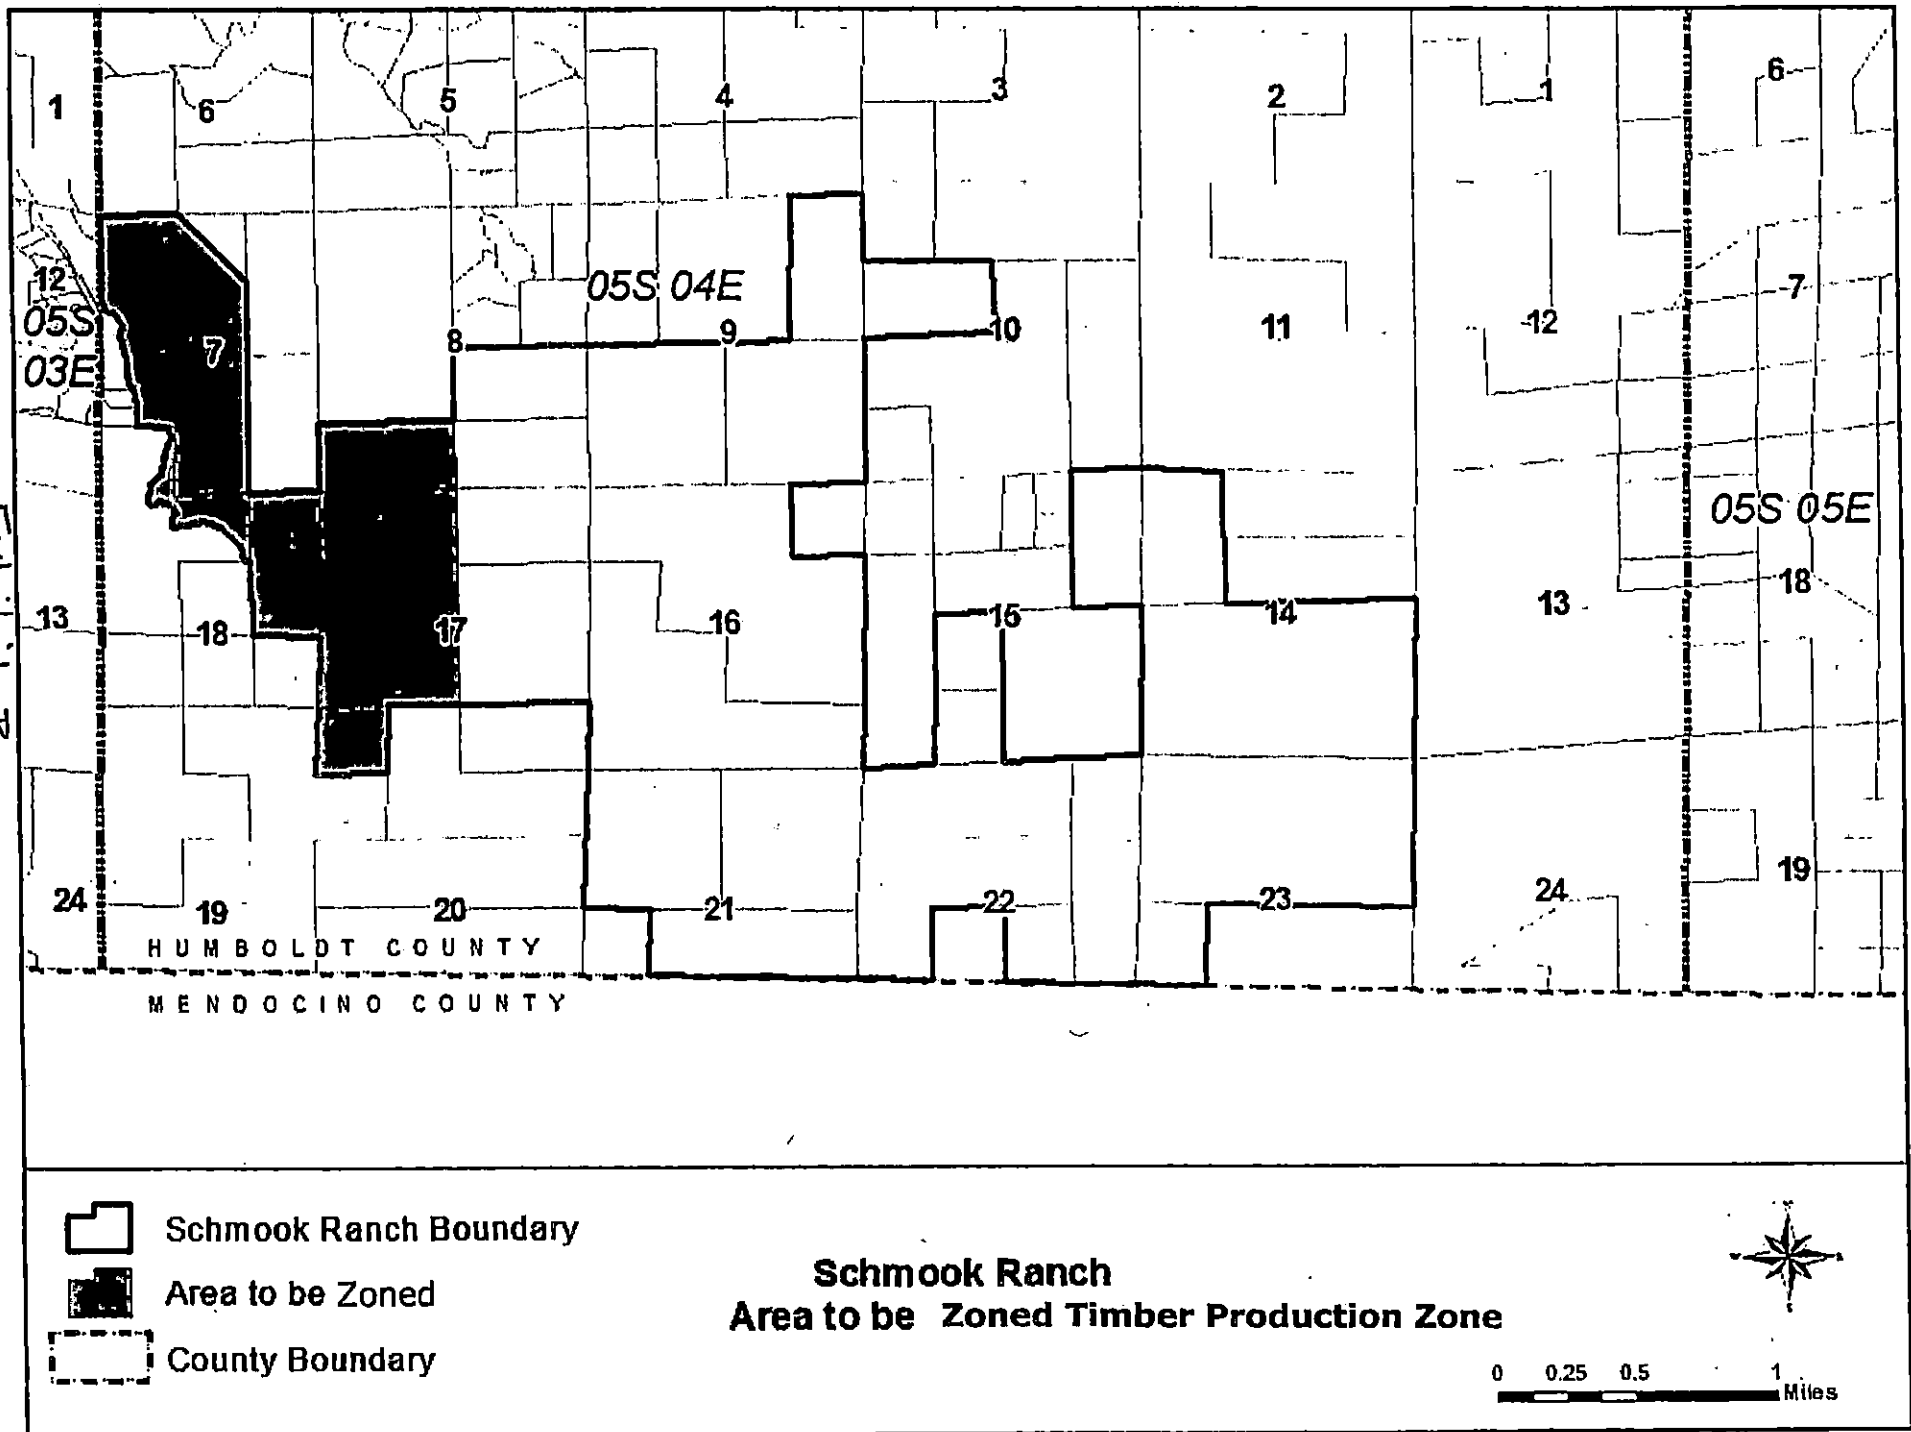 1 6 5 4 3 2 1 6
12 7 8 9 10 11 12 7
05S 04E
05S
03E
05S 05E
13 18 17 16 15 14 13 18
24 19 20 21 22 23 24 19
HUMBOLDT COUNTY
MENDOCINO COUNTY
Schmook Ranch Boundary
Area to be Zoned
County Boundary
Schmook Ranch
Area to be Zoned Timber Production Zone
0 0.25 0.5 1
Miles